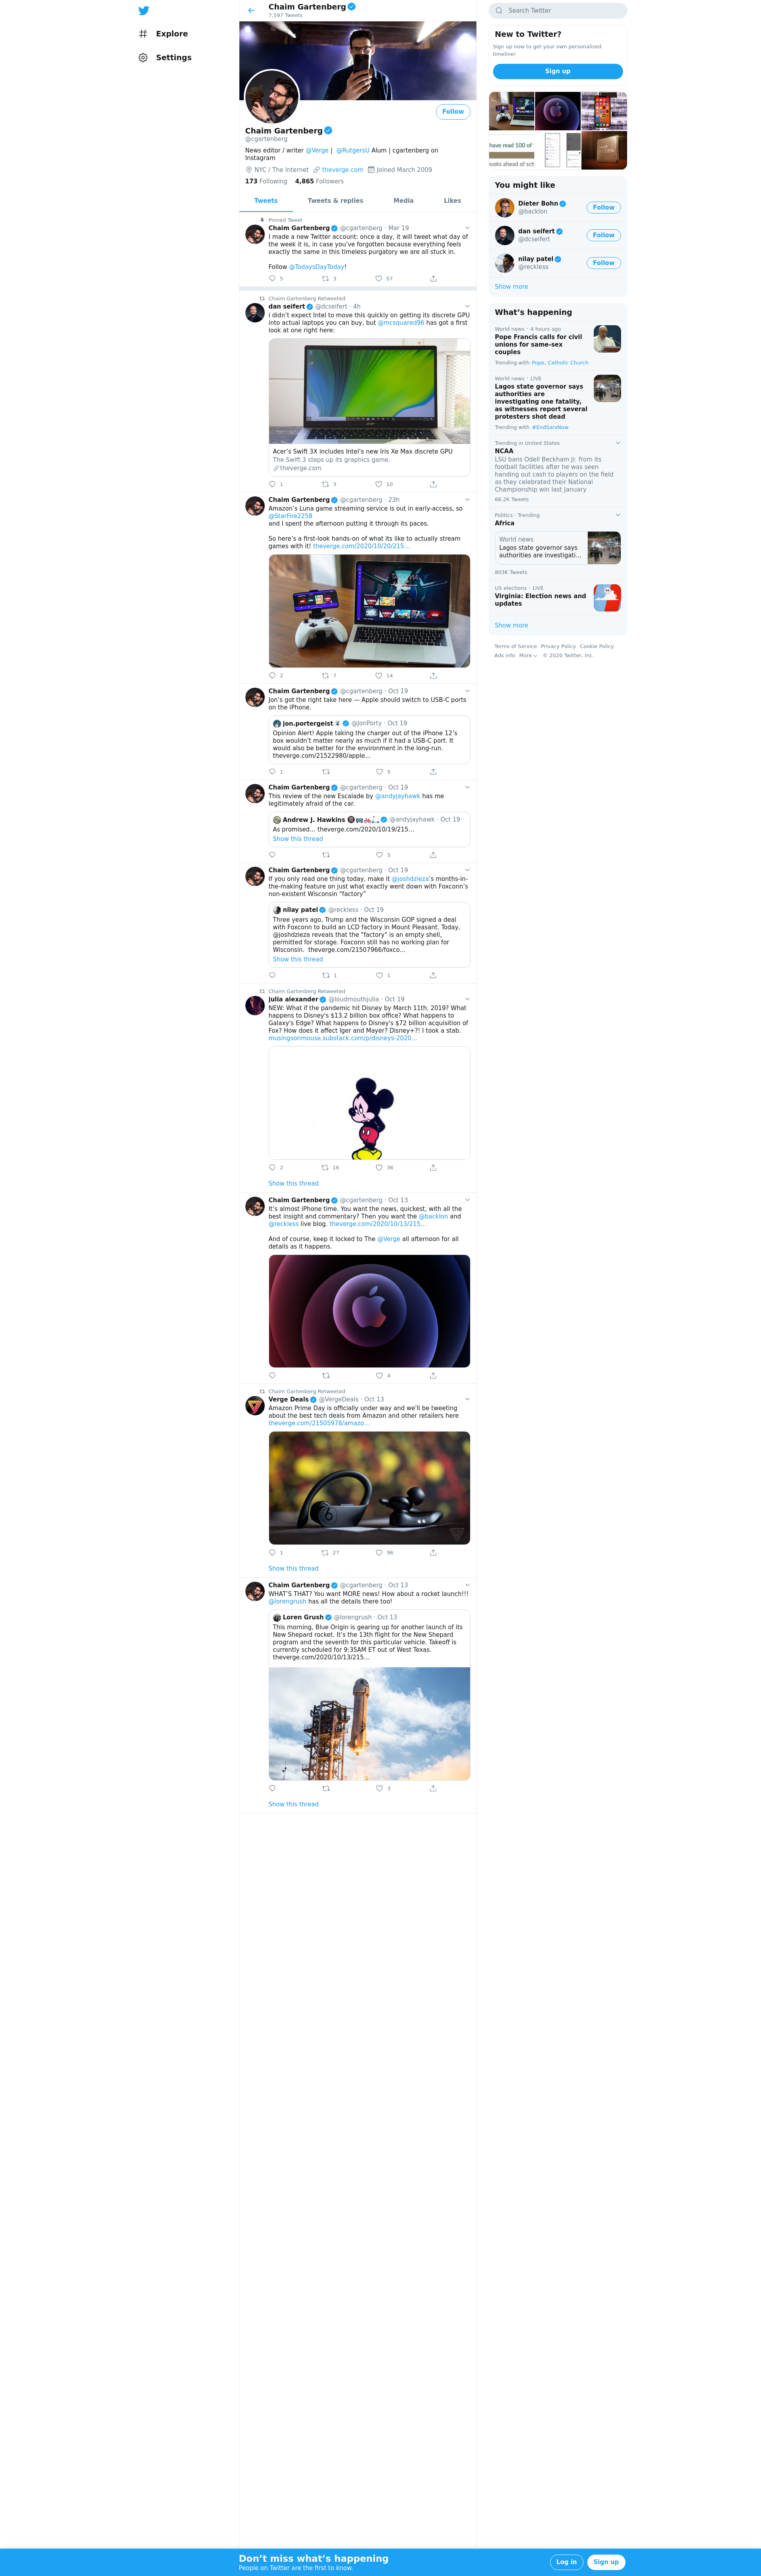 Explore
Settings
Chaim Gartenberg
7,597 Tweets
Follow
Chaim Gartenberg
@cgartenberg
News editor / writer @Verge | @RutgersU Alum | cgartenberg on
Instagram
NYC / The Internet theverge.com Joined March 2009
173 Following 4,865 Followers
Tweets Tweets & replies Media Likes
Pinned Tweet
Chaim Gartenberg @cgartenberg · Mar 19
I made a new Twitter account: once a day, it will tweet what day of
the week it is, in case you've forgotten because everything feels
exactly the same in this timeless purgatory we are all stuck in.
Follow @TodaysDayToday!
5 3 57
Chaim Gartenberg Retweeted
dan seifert @dcseifert · 4h
i didn't expect Intel to move this quickly on getting its discrete GPU
into actual laptops you can buy, but @mcsquared96 has got a first
look at one right here:
Acer's Swift 3X includes Intel's new Iris Xe Max discrete GPU
The Swift 3 steps up its graphics game.
theverge.com
1 3 10
Chaim Gartenberg @cgartenberg · 23h
Amazon's Luna game streaming service is out in early-access, so
@StarFire2258
and I spent the afternoon putting it through its paces.
So here's a first-look hands-on of what its like to actually stream
games with it! theverge.com/2020/10/20/215…
2 7 14
Chaim Gartenberg @cgartenberg · Oct 19
Jon's got the right take here — Apple should switch to USB-C ports
on the iPhone.
jon.portergeist @JonPorty · Oct 19
Opinion Alert! Apple taking the charger out of the iPhone 12's
box wouldn't matter nearly as much if it had a USB-C port. It
would also be better for the environment in the long-run.
theverge.com/21522980/apple…
1 5
Chaim Gartenberg @cgartenberg · Oct 19
This review of the new Escalade by @andyjayhawk has me
legitimately afraid of the car.
Andrew J. Hawkins @andyjayhawk · Oct 19
As promised… theverge.com/2020/10/19/215…
Show this thread
5
Chaim Gartenberg @cgartenberg · Oct 19
If you only read one thing today, make it @joshdzieza's months-in-
the-making feature on just what exactly went down with Foxconn's
non-existent Wisconsin "factory"
nilay patel @reckless · Oct 19
Three years ago, Trump and the Wisconsin GOP signed a deal
with Foxconn to build an LCD factory in Mount Pleasant. Today,
@joshdzieza reveals that the "factory" is an empty shell,
permitted for storage. Foxconn still has no working plan for
Wisconsin. theverge.com/21507966/foxco…
Show this thread
1 1
Chaim Gartenberg Retweeted
julia alexander @loudmouthjulia · Oct 19
NEW: What if the pandemic hit Disney by March 11th, 2019? What
happens to Disney's $13.2 billion box office? What happens to
Galaxy's Edge? What happens to Disney's $72 billion acquisition of
Fox? How does it affect Iger and Mayer? Disney+?! I took a stab.
musingsonmouse.substack.com/p/disneys-2020…
2 16 36
Show this thread
Chaim Gartenberg @cgartenberg · Oct 13
It's almost iPhone time. You want the news, quickest, with all the
best insight and commentary? Then you want the @backlon and
@reckless live blog. theverge.com/2020/10/13/215…
And of course, keep it locked to The @Verge all afternoon for all
details as it happens.
4
Chaim Gartenberg Retweeted
Verge Deals @VergeDeals · Oct 13
Amazon Prime Day is officially under way and we'll be tweeting
about the best tech deals from Amazon and other retailers here
theverge.com/21505978/amazo…
1 27 96
Show this thread
Chaim Gartenberg @cgartenberg · Oct 13
WHAT'S THAT? You want MORE news! How about a rocket launch!!!
@lorengrush has all the details there too!
Loren Grush @lorengrush · Oct 13
This morning, Blue Origin is gearing up for another launch of its
New Shepard rocket. It's the 13th flight for the New Shepard
program and the seventh for this particular vehicle. Takeoff is
currently scheduled for 9:35AM ET out of West Texas.
theverge.com/2020/10/13/215…
3
Show this thread
Search Twitter
New to Twitter?
Sign up now to get your own personalized
timeline!
Sign up
have read 100 of
ooks ahead of sch
You might like
Dieter Bohn
@backlon
Follow
dan seifert
@dcseifert
Follow
nilay patel
@reckless
Follow
Show more
What's happening
World news · 4 hours ago
Pope Francis calls for civil
unions for same-sex
couples
Trending with Pope, Catholic Church
World news · LIVE
Lagos state governor says
authorities are
investigating one fatality,
as witnesses report several
protesters shot dead
Trending with #EndSarsNow
Trending in United States
NCAA
LSU bans Odell Beckham Jr. from its
football facilities after he was seen
handing out cash to players on the field
as they celebrated their National
Championship win last January
66.2K Tweets
Politics · Trending
Africa
World news
Lagos state governor says
authorities are investigati…
803K Tweets
US elections · LIVE
Virginia: Election news and
updates
Show more
Terms of Service Privacy Policy Cookie Policy
Ads info More © 2020 Twitter, Inc.
Don't miss what's happening
People on Twitter are the first to know.
Log in Sign up